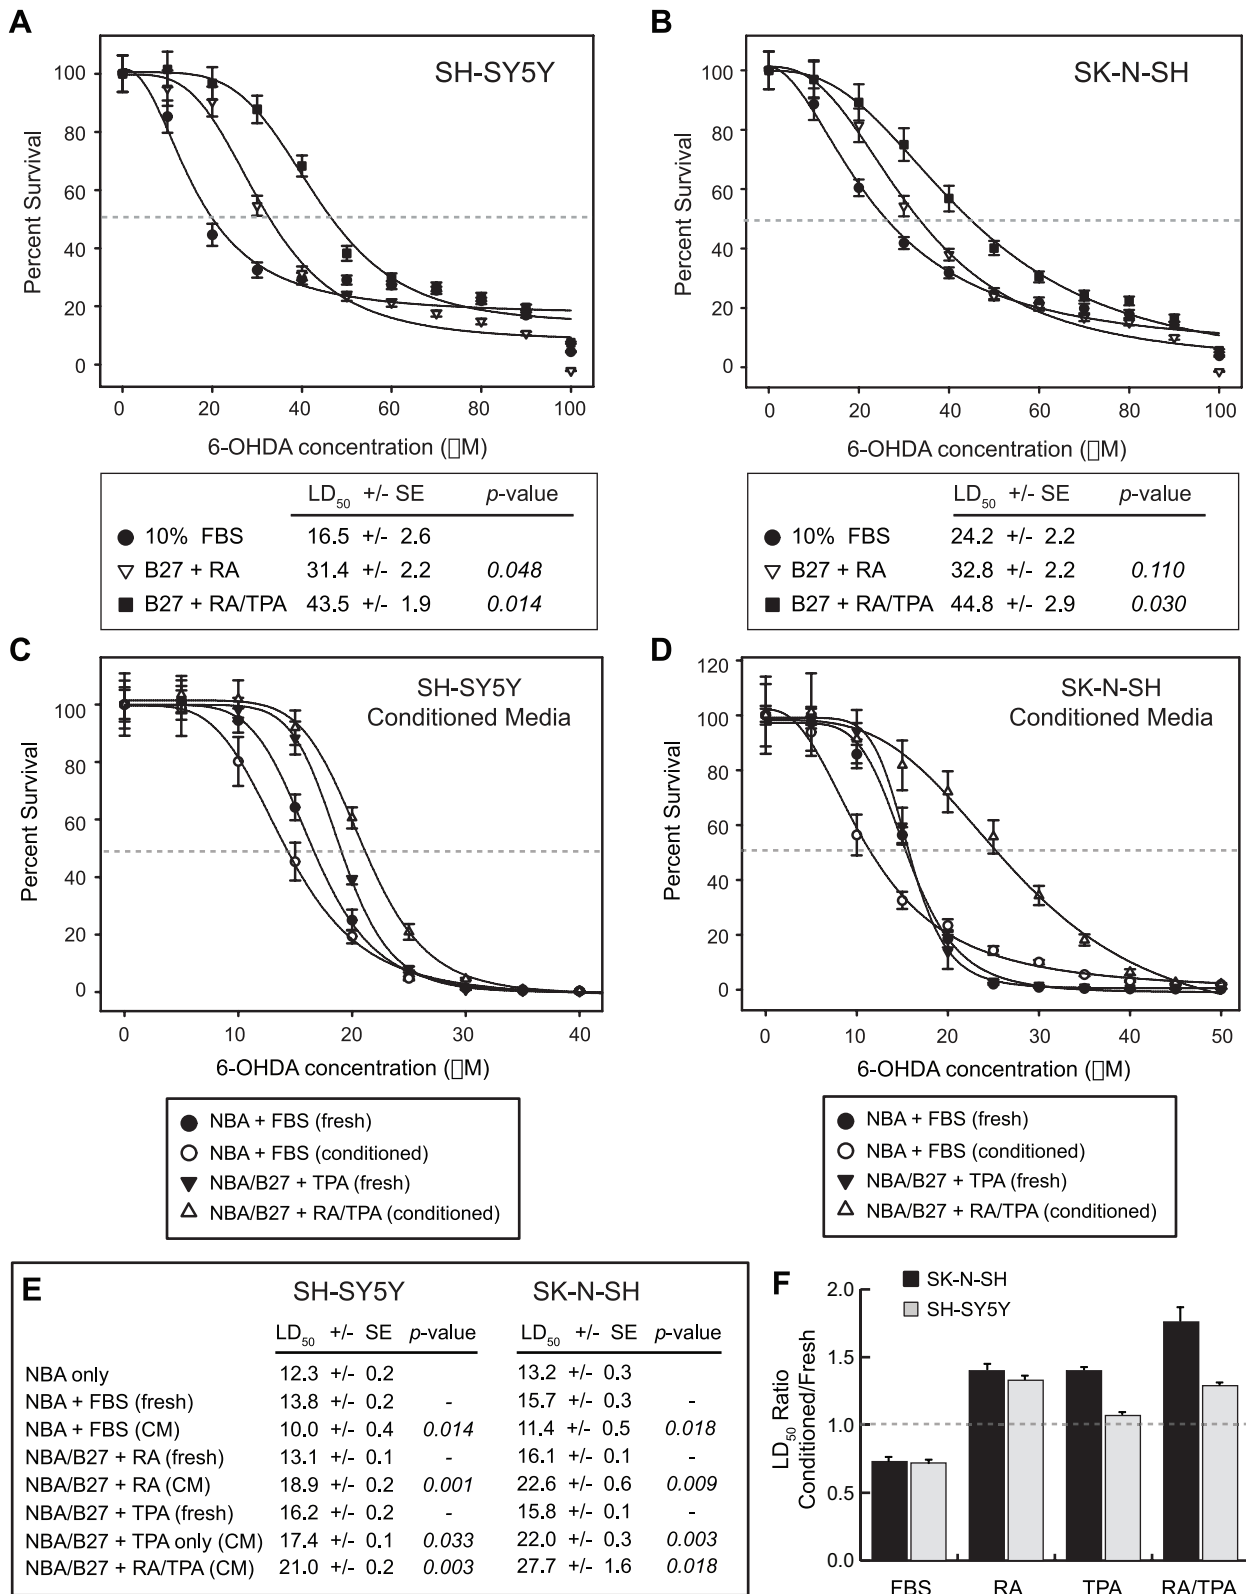 A
SH-SY5Y
Percent Survival
100
80
60
40
20
0
0 20 40 60 80 100
6-OHDA concentration (▯M)
LD50 +/- SE p-value
10% FBS 16.5 +/- 2.6
B27 + RA 31.4 +/- 2.2 0.048
B27 + RA/TPA 43.5 +/- 1.9 0.014
B
SK-N-SH
Percent Survival
100
80
60
40
20
0
0 20 40 60 80 100
6-OHDA concentration (▯M)
LD50 +/- SE p-value
10% FBS 24.2 +/- 2.2
B27 + RA 32.8 +/- 2.2 0.110
B27 + RA/TPA 44.8 +/- 2.9 0.030
C
SH-SY5Y
Conditioned Media
Percent Survival
100
80
60
40
20
0
0 10 20 30 40
6-OHDA concentration (▯M)
NBA + FBS (fresh)
NBA + FBS (conditioned)
NBA/B27 + TPA (fresh)
NBA/B27 + RA/TPA (conditioned)
D
SK-N-SH
Conditioned Media
Percent Survival
120
100
80
60
40
20
0
0 10 20 30 40 50
6-OHDA concentration (▯M)
NBA + FBS (fresh)
NBA + FBS (conditioned)
NBA/B27 + TPA (fresh)
NBA/B27 + RA/TPA (conditioned)
E
SH-SY5Y SK-N-SH
LD50 +/- SE p-value LD50 +/- SE p-value
NBA only 12.3 +/- 0.2 13.2 +/- 0.3
NBA + FBS (fresh) 13.8 +/- 0.2 - 15.7 +/- 0.3 -
NBA + FBS (CM) 10.0 +/- 0.4 0.014 11.4 +/- 0.5 0.018
NBA/B27 + RA (fresh) 13.1 +/- 0.1 - 16.1 +/- 0.1 -
NBA/B27 + RA (CM) 18.9 +/- 0.2 0.001 22.6 +/- 0.6 0.009
NBA/B27 + TPA (fresh) 16.2 +/- 0.2 - 15.8 +/- 0.1 -
NBA/B27 + TPA only (CM) 17.4 +/- 0.1 0.033 22.0 +/- 0.3 0.003
NBA/B27 + RA/TPA (CM) 21.0 +/- 0.2 0.003 27.7 +/- 1.6 0.018
F
SK-N-SH
SH-SY5Y
LD50 Ratio
Conditioned/Fresh
2.0
1.5
1.0
0.5
0.0
FBS RA TPA RA/TPA